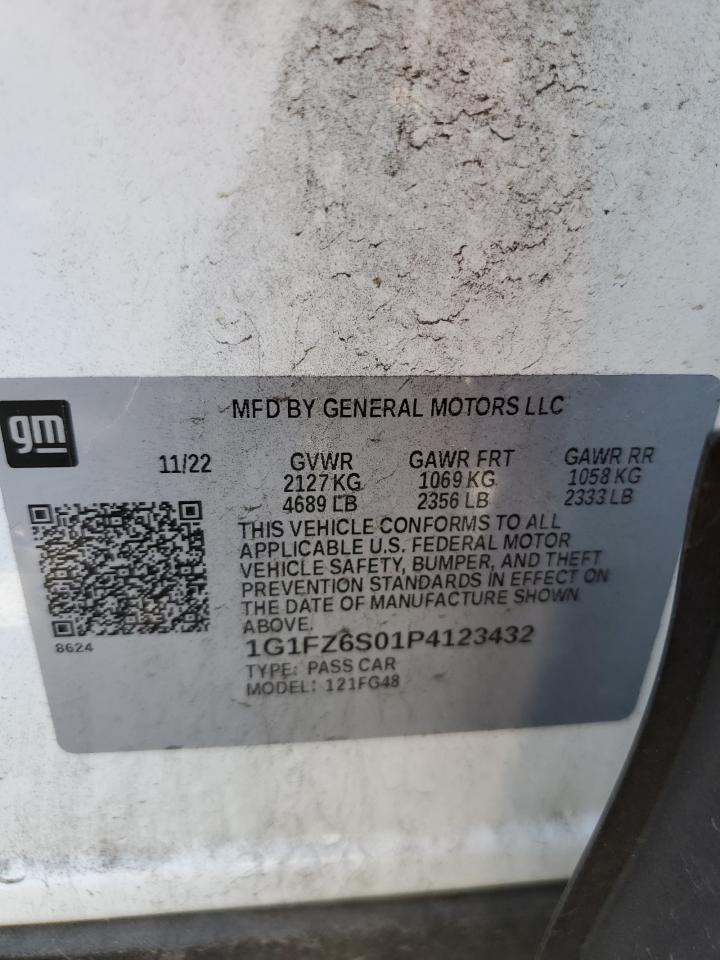 gm
MFD BY GENERAL MOTORS LLC
11/22
GVWR
2127 KG
4689 LB
GAWR FRT
1069 KG
2356 LB
GAWR RR
1058 KG
2333 LB
THIS VEHICLE CONFORMS TO ALL
APPLICABLE U.S. FEDERAL MOTOR
VEHICLE SAFETY, BUMPER, AND THEFT
PREVENTION STANDARDS IN EFFECT ON
THE DATE OF MANUFACTURE SHOWN
ABOVE.
8624
1G1FZ6S01P4123432
TYPE: PASS CAR
MODEL: 121FG48